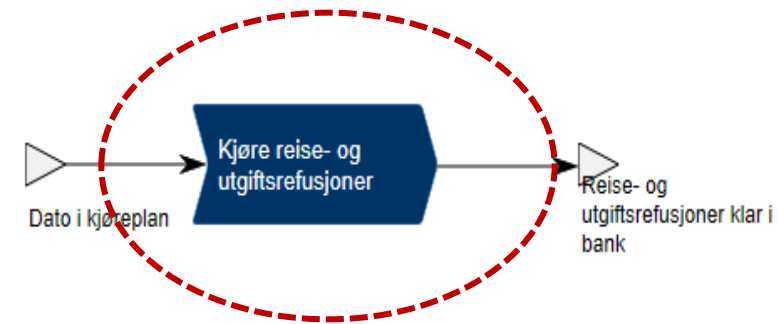 Dato i kjøreplan
Kjøre reise- og
utgiftsrefusjoner
Reise- og
utgiftsrefusjoner klar i
bank